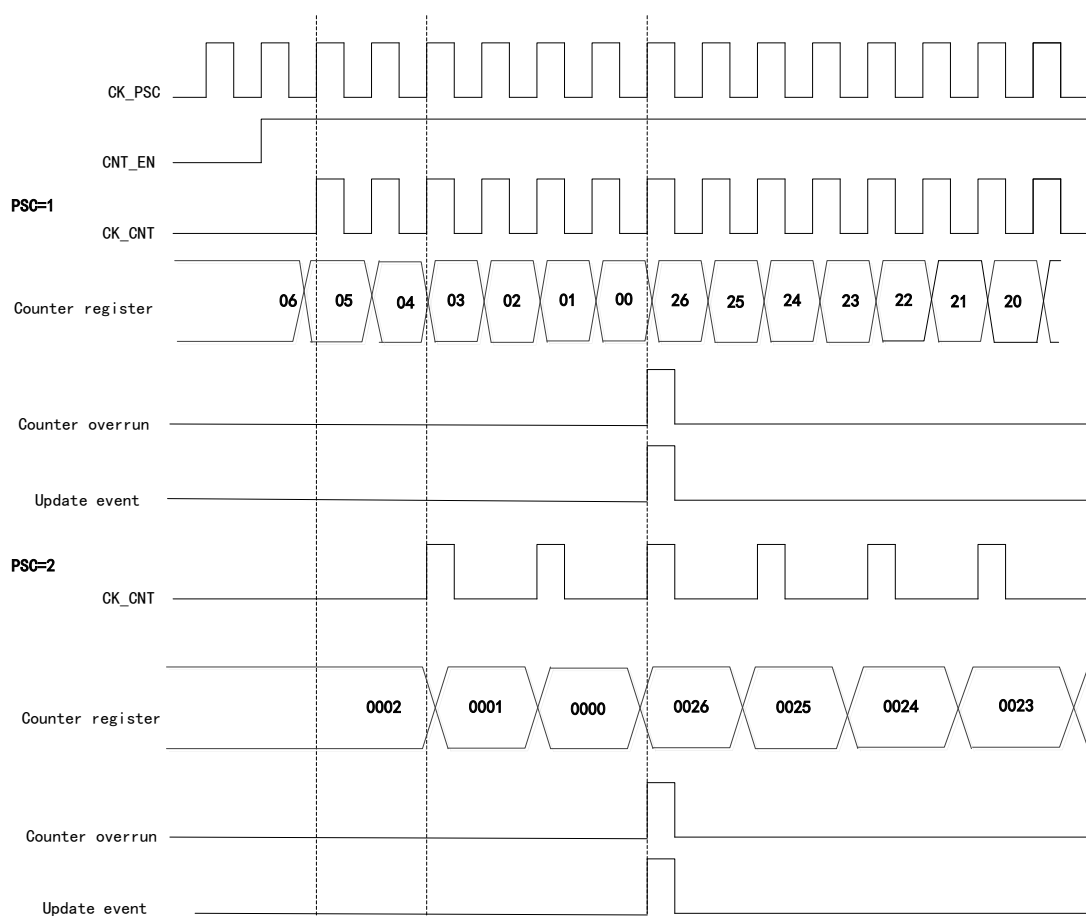 CK_PSC
CNT_EN
PSC=1
CK_CNT
Counter register 06 05 04 03 02 01 00 26 25 24 23 22 21 20
Counter overrun
Update event
PSC=2
CK_CNT
Counter register 0002 0001 0000 0026 0025 0024 0023
Counter overrun
Update event